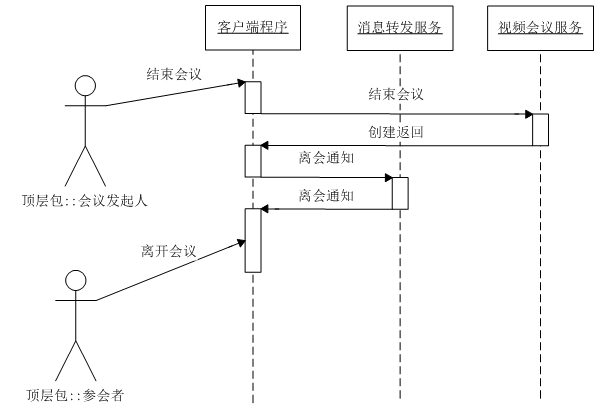 客户端程序
消息转发服务
视频会议服务
结束会议
结束会议
创建返回
离会通知
顶层包::会议发起人
离会通知
离开会议
顶层包::参会者